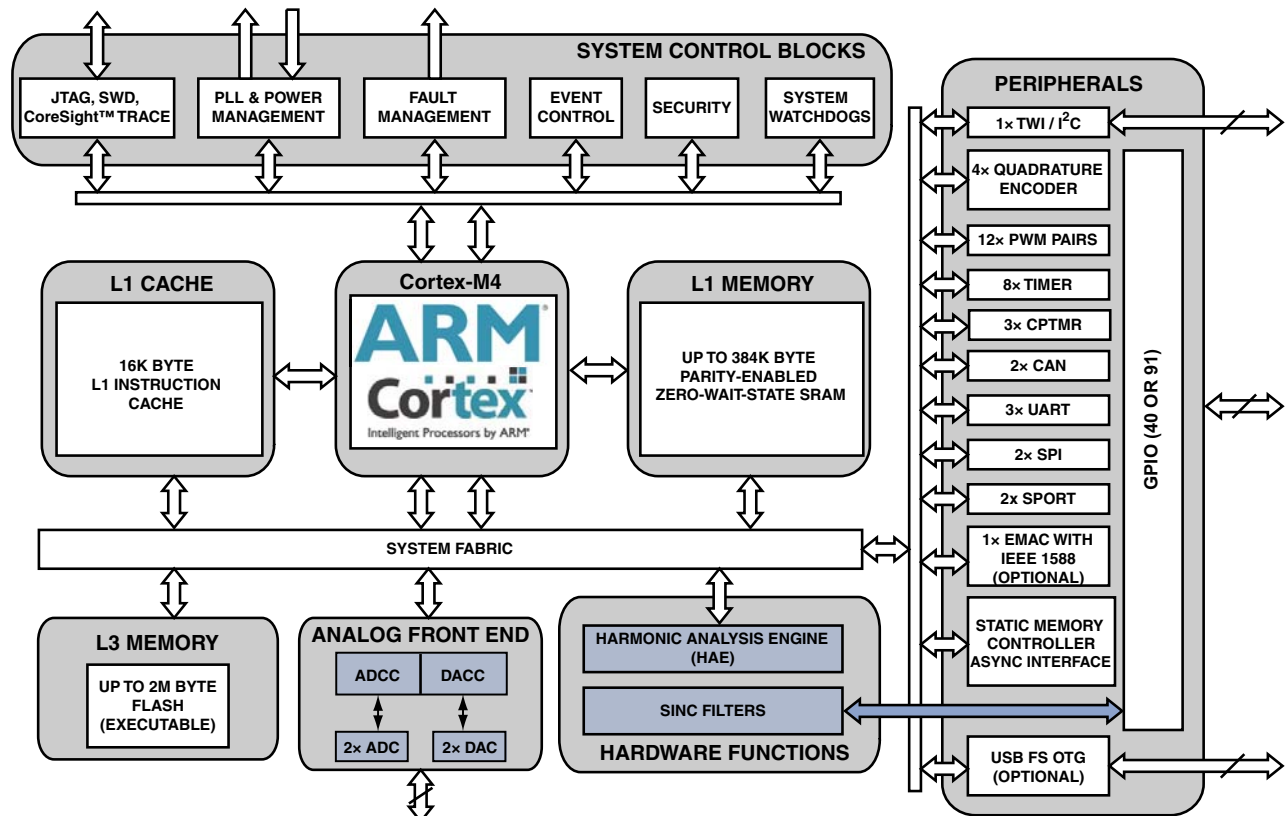 SYSTEM CONTROL BLOCKS
JTAG, SWD,
CoreSight™ TRACE
PLL & POWER
MANAGEMENT
FAULT
MANAGEMENT
EVENT
CONTROL
SECURITY
SYSTEM
WATCHDOGS
L1 CACHE
16K BYTE
L1 INSTRUCTION
CACHE
Cortex-M4
ARM®
Cortex™
Intelligent Processors by ARM®
L1 MEMORY
UP TO 384K BYTE
PARITY-ENABLED
ZERO-WAIT-STATE SRAM
SYSTEM FABRIC
L3 MEMORY
UP TO 2M BYTE
FLASH
(EXECUTABLE)
ANALOG FRONT END
ADCC
DACC
2× ADC
2× DAC
HARMONIC ANALYSIS ENGINE
(HAE)
SINC FILTERS
HARDWARE FUNCTIONS
PERIPHERALS
1× TWI / I²C
4× QUADRATURE
ENCODER
12× PWM PAIRS
8× TIMER
3× CPTMR
2× CAN
3× UART
2× SPI
2x SPORT
1× EMAC WITH
IEEE 1588
(OPTIONAL)
STATIC MEMORY
CONTROLLER
ASYNC INTERFACE
USB FS OTG
(OPTIONAL)
GPIO (40 OR 91)